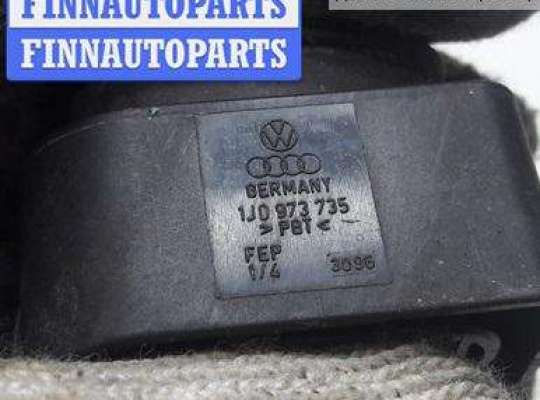 FINNAUTOPARTS
FINNAUTOPARTS
GERMANY
1J0 973 735
> PBT <
FEP
1/4 3096